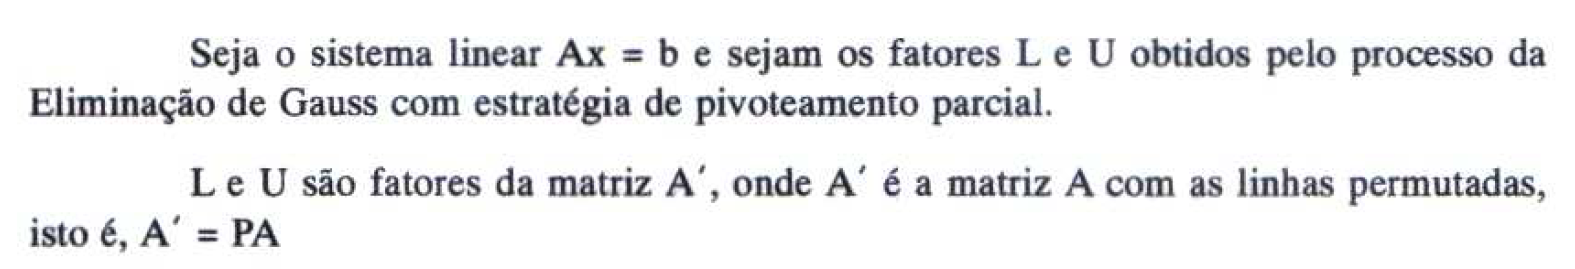 Seja o sistema linear Ax = b e sejam os fatores L e U obtidos pelo processo da
Eliminação de Gauss com estratégia de pivoteamento parcial.
L e U são fatores da matriz A´, onde A´ é a matriz A com as linhas permutadas,
isto é, A´ = PA